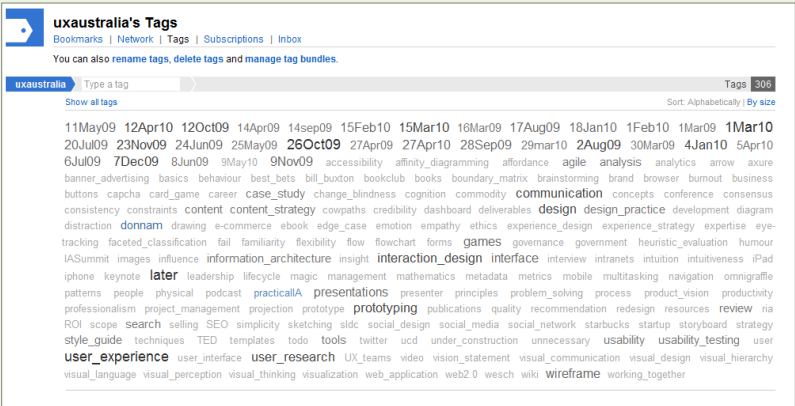 uxaustralia's Tags
Bookmarks | Network | Tags | Subscriptions | Inbox
You can also rename tags, delete tags and manage tag bundles.
uxaustralia Type a tag Tags 306
Show all tags Sort: Alphabetically | By size
11May09 12Apr10 12Oct09 14Apr09 14sep09 15Feb10 15Mar10 16Mar09 17Aug09 18Jan10 1Feb10 1Mar09 1Mar10
20Jul09 23Nov09 24Jun09 25May09 26Oct09 27Apr09 27Apr10 28Sep09 29mar10 2Aug09 30Mar09 4Jan10 5Apr10
6Jul09 7Dec09 8Jun09 9May10 9Nov09 accessibility affinity_diagramming affordance agile analysis analytics arrow axure
banner_advertising basics behaviour best_bets bill_buxton bookclub books boundary_matrix brainstorming brand browser burnout business
buttons capcha card_game career case_study change_blindness cognition commodity communication concepts conference consensus
consistency constraints content content_strategy cowpaths credibility dashboard deliverables design design_practice development diagram
distraction donnam drawing e-commerce ebook edge_case emotion empathy ethics experience_design experience_strategy expertise eye-
tracking faceted_classification fail familiarity flexibility flow flowchart forms games governance government heuristic_evaluation humour
IASummit images influence information_architecture insight interaction_design interface interview intranets intuition intuitiveness iPad
iphone keynote later leadership lifecycle magic management mathematics metadata metrics mobile multitasking navigation omnigraffle
patterns people physical podcast practicalIA presentations presenter principles problem_solving process product_vision productivity
professionalism project_management projection prototype prototyping publications quality recommendation redesign resources review ria
ROI scope search selling SEO simplicity sketching sldc social_design social_media social_network starbucks startup storyboard strategy
style_guide techniques TED templates todo tools twitter ucd under_construction unnecessary usability usability_testing user
user_experience user_interface user_research UX_teams video vision_statement visual_communication visual_design visual_hierarchy
visual_language visual_perception visual_thinking visualization web_application web2.0 wesch wiki wireframe working_together